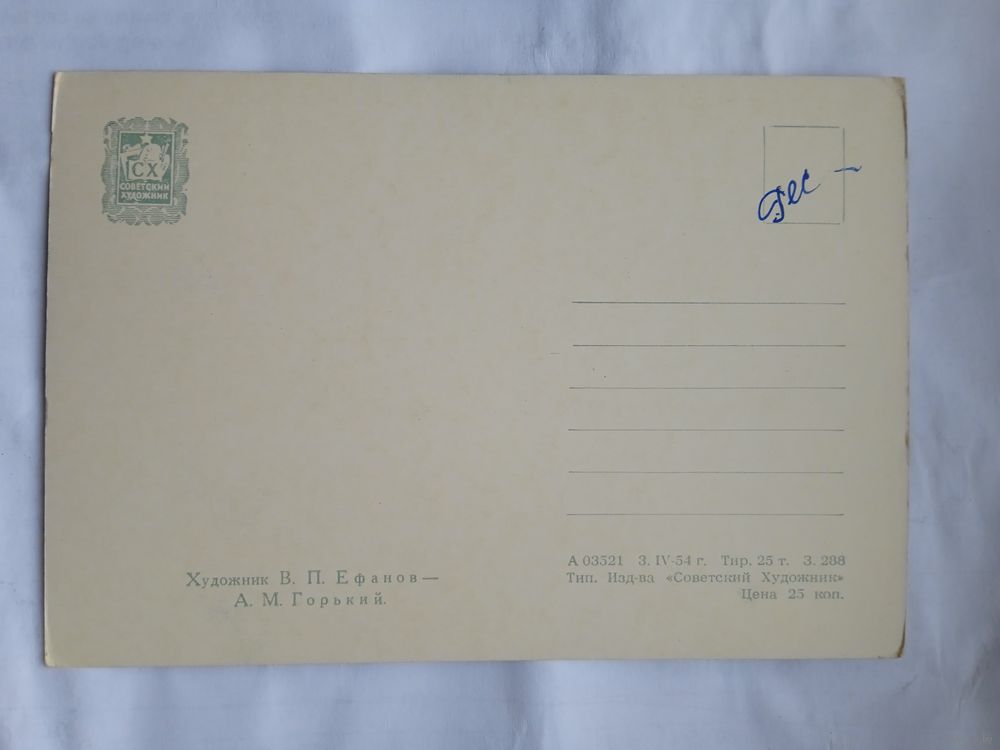 СХ
СОВЕТСКИЙ
ХУДОЖНИК
Художник В. П. Ефанов—
А. М. Горький.
А 03521 3. IV-54 г. Тир. 25 т. З. 288
Тип. Изд-ва «Советский Художник»
Цена 25 коп.